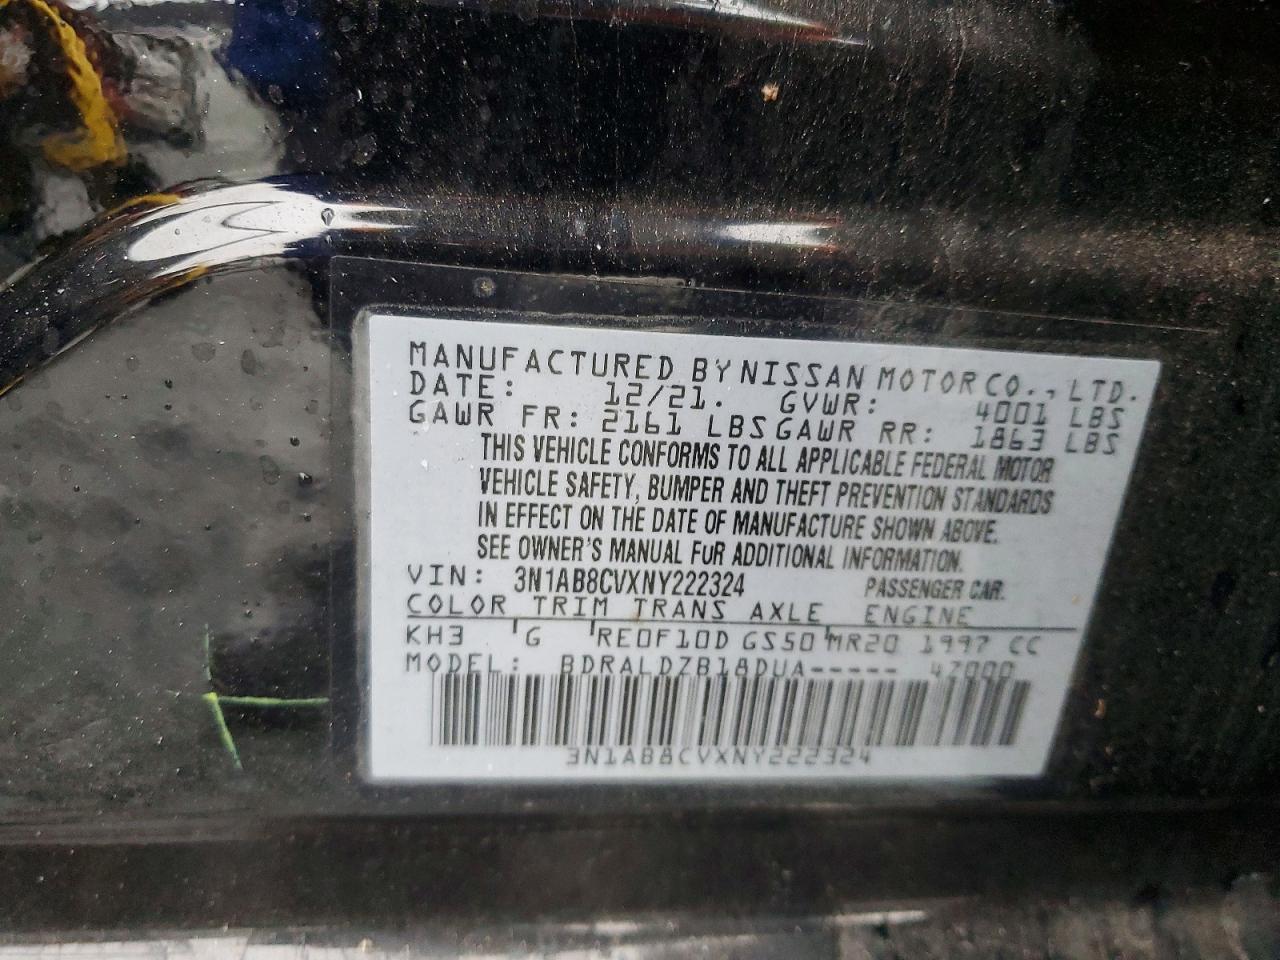 MANUFACTURED BY NISSAN MOTOR CO., LTD.
DATE: 12/21. GVWR: 4001 LBS
GAWR FR: 2161 LBS GAWR RR: 1863 LBS
THIS VEHICLE CONFORMS TO ALL APPLICABLE FEDERAL MOTOR
VEHICLE SAFETY, BUMPER AND THEFT PREVENTION STANDARDS
IN EFFECT ON THE DATE OF MANUFACTURE SHOWN ABOVE.
SEE OWNER'S MANUAL FOR ADDITIONAL INFORMATION.
VIN: 3N1AB8CVXNY222324 PASSENGER CAR.
COLOR TRIM TRANS AXLE ENGINE
KH3 G RE0F10D GS50 MR20 1997 CC
MODEL: BDRALDZB18DUA----- 4Z000
3N1AB8CVXNY222324